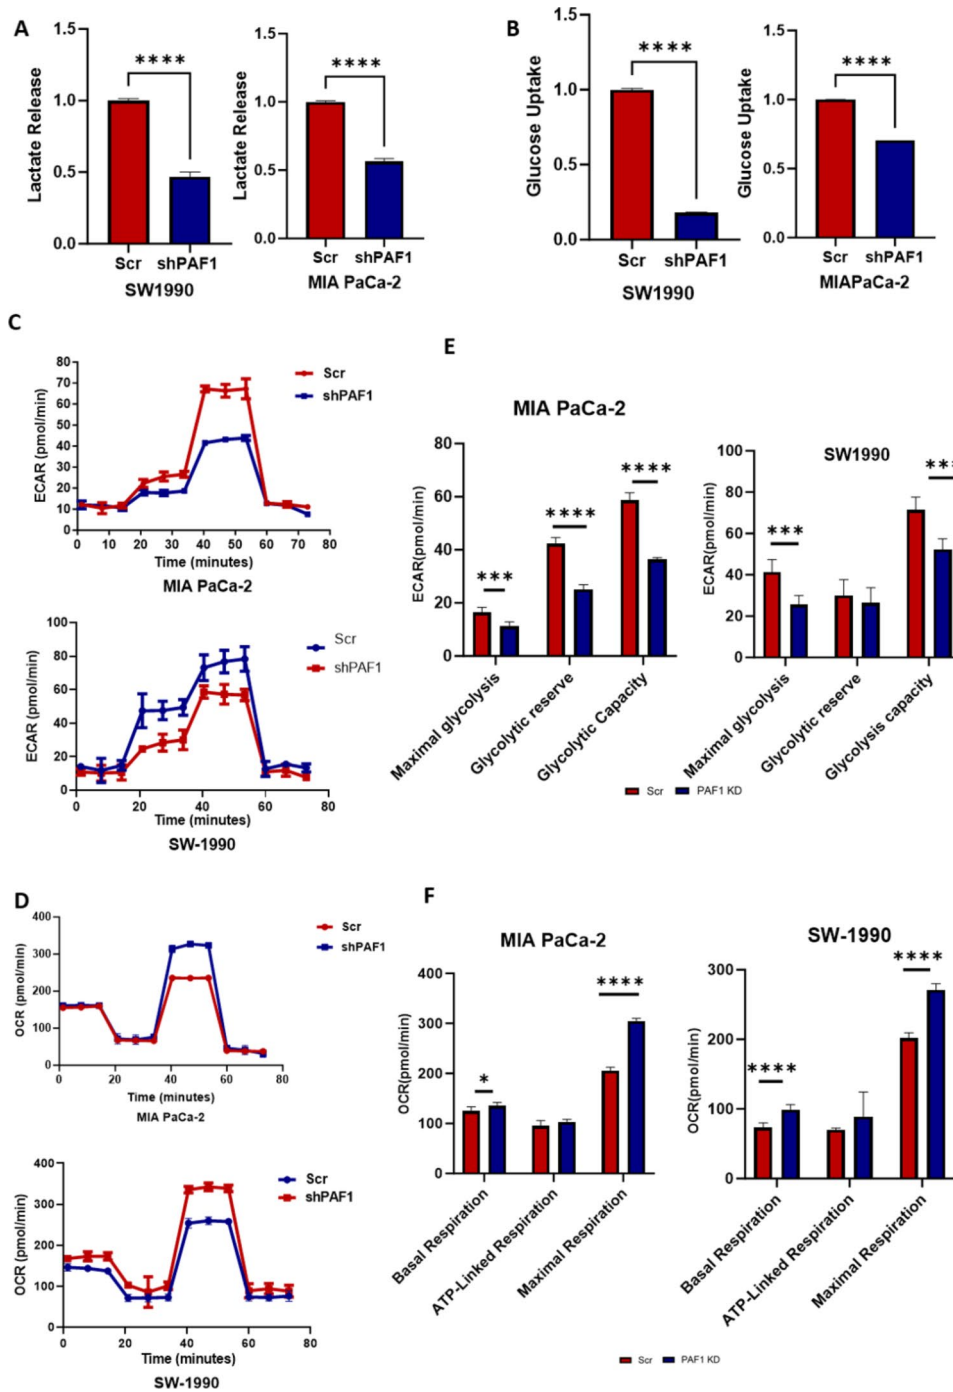 A
1.5
1.0
0.5
0.0
Lactate Release
****
Scr shPAF1
SW1990
1.5
1.0
0.5
0.0
Lactate Release
****
Scr shPAF1
MIA PaCa-2
B
1.5
1.0
0.5
0.0
Glucose Uptake
****
Scr shPAF1
SW1990
1.5
1.0
0.5
0.0
Glucose Uptake
****
Scr shPAF1
MIAPaCa-2
C
80
70
60
50
40
30
20
10
0
ECAR (pmol/min)
Scr
shPAF1
0 10 20 30 40 50 60 70 80
Time (minutes)
MIA PaCa-2
100
80
60
40
20
0
ECAR (pmol/min)
Scr
shPAF1
0 20 40 60 80
Time (minutes)
SW-1990
E
MIA PaCa-2
80
60
40
20
0
ECAR(pmol/min)
***
****
****
Maximal glycolysis
Glycolytic reserve
Glycolytic Capacity
SW1990
100
80
60
40
20
0
ECAR(pmol/min)
***
***
Maximal glycolysis
Glycolytic reserve
Glycolysis capacity
Scr PAF1 KD
D
400
300
200
100
0
OCR (pmol/min)
Scr
shPAF1
0 20 40 60 80
Time (minutes)
MIA PaCa-2
400
300
200
100
0
OCR (pmol/min)
Scr
shPAF1
0 20 40 60 80
Time (minutes)
SW-1990
F
MIA PaCa-2
400
300
200
100
0
OCR(pmol/min)
*
****
Basal Respiration
ATP-Linked Respiration
Maximal Respiration
SW-1990
300
200
100
0
OCR(pmol/min)
****
****
Basal Respiration
ATP-Linked Respiration
Maximal Respiration
Scr PAF1 KD